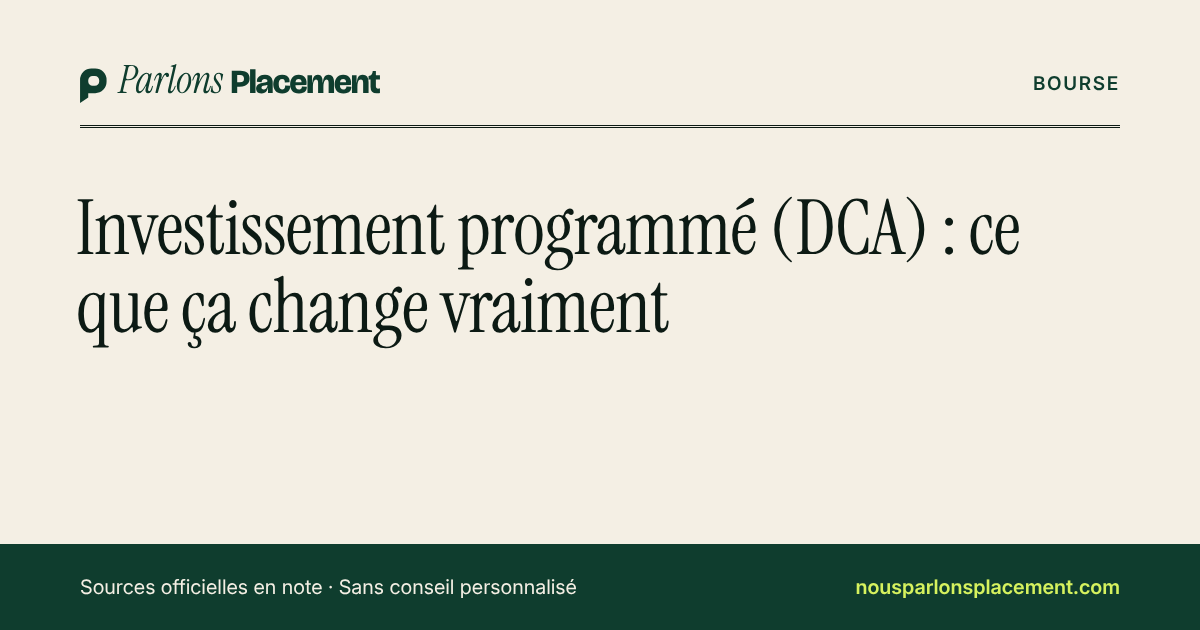 Parlons Placement
BOURSE
Investissement programmé (DCA) : ce
que ça change vraiment
Sources officielles en note · Sans conseil personnalisé
nousparlonsplacement.com